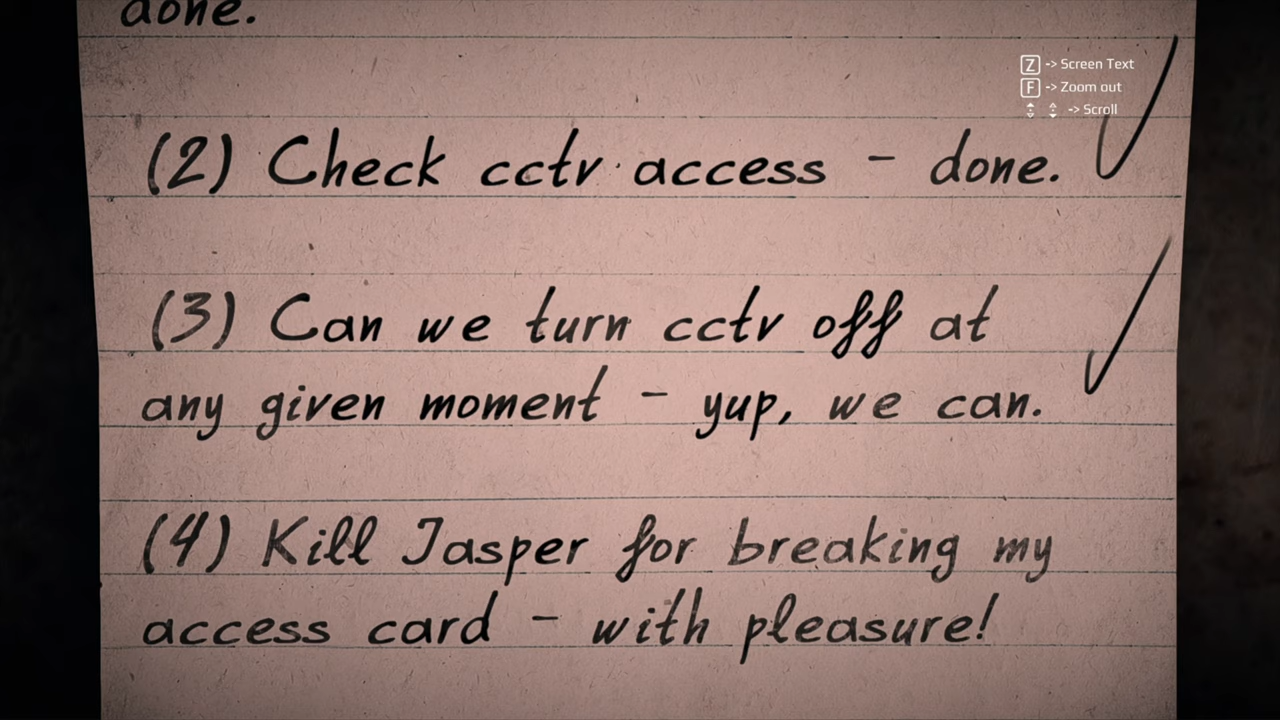 done.
Z -> Screen Text
F -> Zoom out
-> Scroll
(2) Check cctv access - done.
(3) Can we turn cctv off at
any given moment - yup, we can.
(4) Kill Jasper for breaking my
access card - with pleasure!